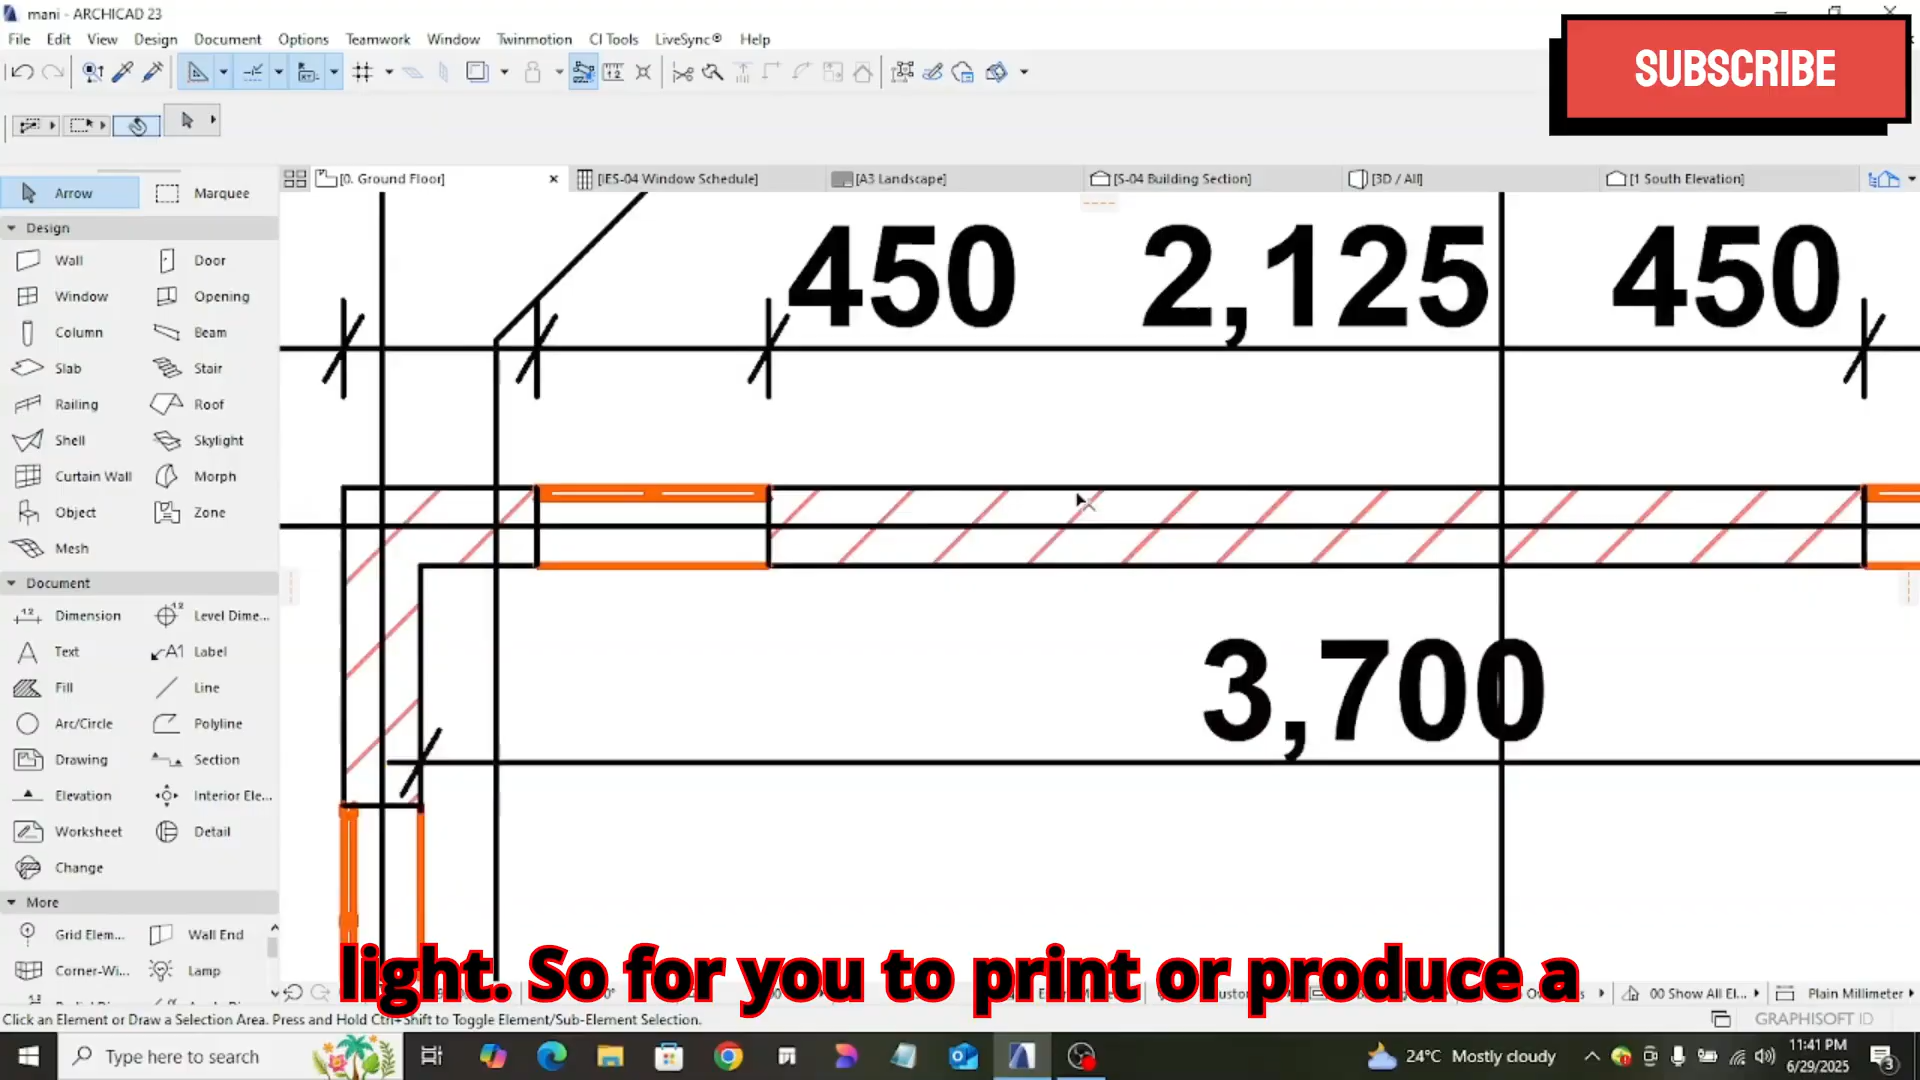 mani - ARCHICAD 23
File Edit View Design Document Options Teamwork Window Twinmotion CI Tools LiveSync® Help
SUBSCRIBE
[0. Ground Floor] [IES-04 Window Schedule] [A3 Landscape] [S-04 Building Section] [3D / All] [1 South Elevation]
Arrow Marquee
Design
Wall Door
Window Opening
Column Beam
Slab Stair
Railing Roof
Shell Skylight
Curtain Wall Morph
Object Zone
Mesh
Document
Dimension Level Dime...
Text Label
Fill Line
Arc/Circle Polyline
Drawing Section
Elevation Interior Ele...
Worksheet Detail
Change
More
Grid Elem... Wall End
Corner-Wi... Lamp
450 2,125 450
3,700
light. So for you to print or produce a
00 Show All El... Plain Millimeter
Click an Element or Draw a Selection Area. Press and Hold Ctrl+Shift to Toggle Element/Sub-Element Selection.
GRAPHISOFT ID
Type here to search
24°C Mostly cloudy
11:41 PM
6/29/2025
3